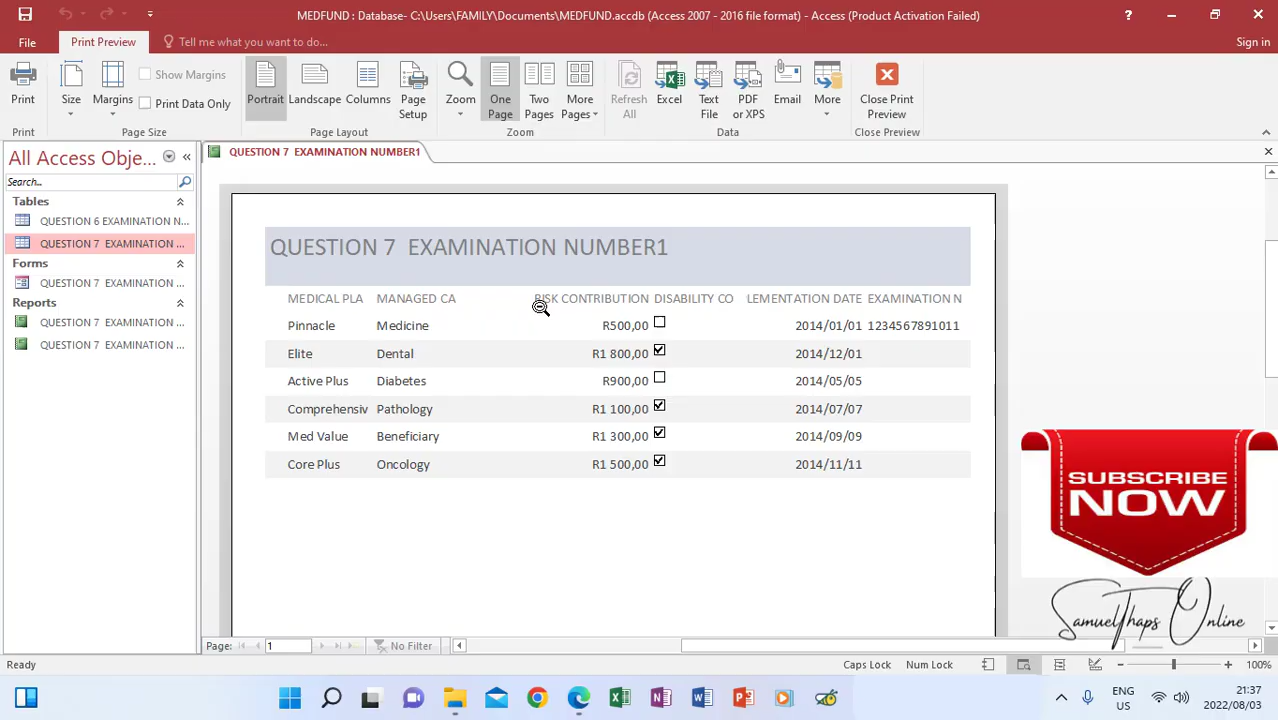 MEDFUND : Database- C:\Users\FAMILY\Documents\MEDFUND.accdb (Access 2007 - 2016 file format) - Access (Product Activation Failed)
File
Print Preview
Tell me what you want to do...
Sign in
Print
Size
Margins
Show Margins
Print Data Only
Portrait
Landscape
Columns
Page Setup
Zoom
One Page
Two Pages
More Pages
Refresh All
Excel
Text File
PDF or XPS
Email
More
Close Print Preview
Print
Page Size
Page Layout
Zoom
Data
Close Preview
All Access Obje...
Search...
Tables
QUESTION 6 EXAMINATION N...
QUESTION 7  EXAMINATION ...
Forms
QUESTION 7  EXAMINATION ...
Reports
QUESTION 7  EXAMINATION ...
QUESTION 7  EXAMINATION ...
QUESTION 7  EXAMINATION NUMBER1
QUESTION 7  EXAMINATION NUMBER1
MEDICAL PLA MANAGED CA RISK CONTRIBUTION DISABILITY CO LEMENTATION DATE EXAMINATION N
Pinnacle Medicine R500,00 2014/01/01 1234567891011
Elite Dental R1 800,00 2014/12/01
Active Plus Diabetes R900,00 2014/05/05
Comprehensiv Pathology R1 100,00 2014/07/07
Med Value Beneficiary R1 300,00 2014/09/09
Core Plus Oncology R1 500,00 2014/11/11
SUBSCRIBE
NOW
SamuelThaps Online
Page: 1 No Filter
Ready
Caps Lock Num Lock 100%
ENG
US
21:37
2022/08/03